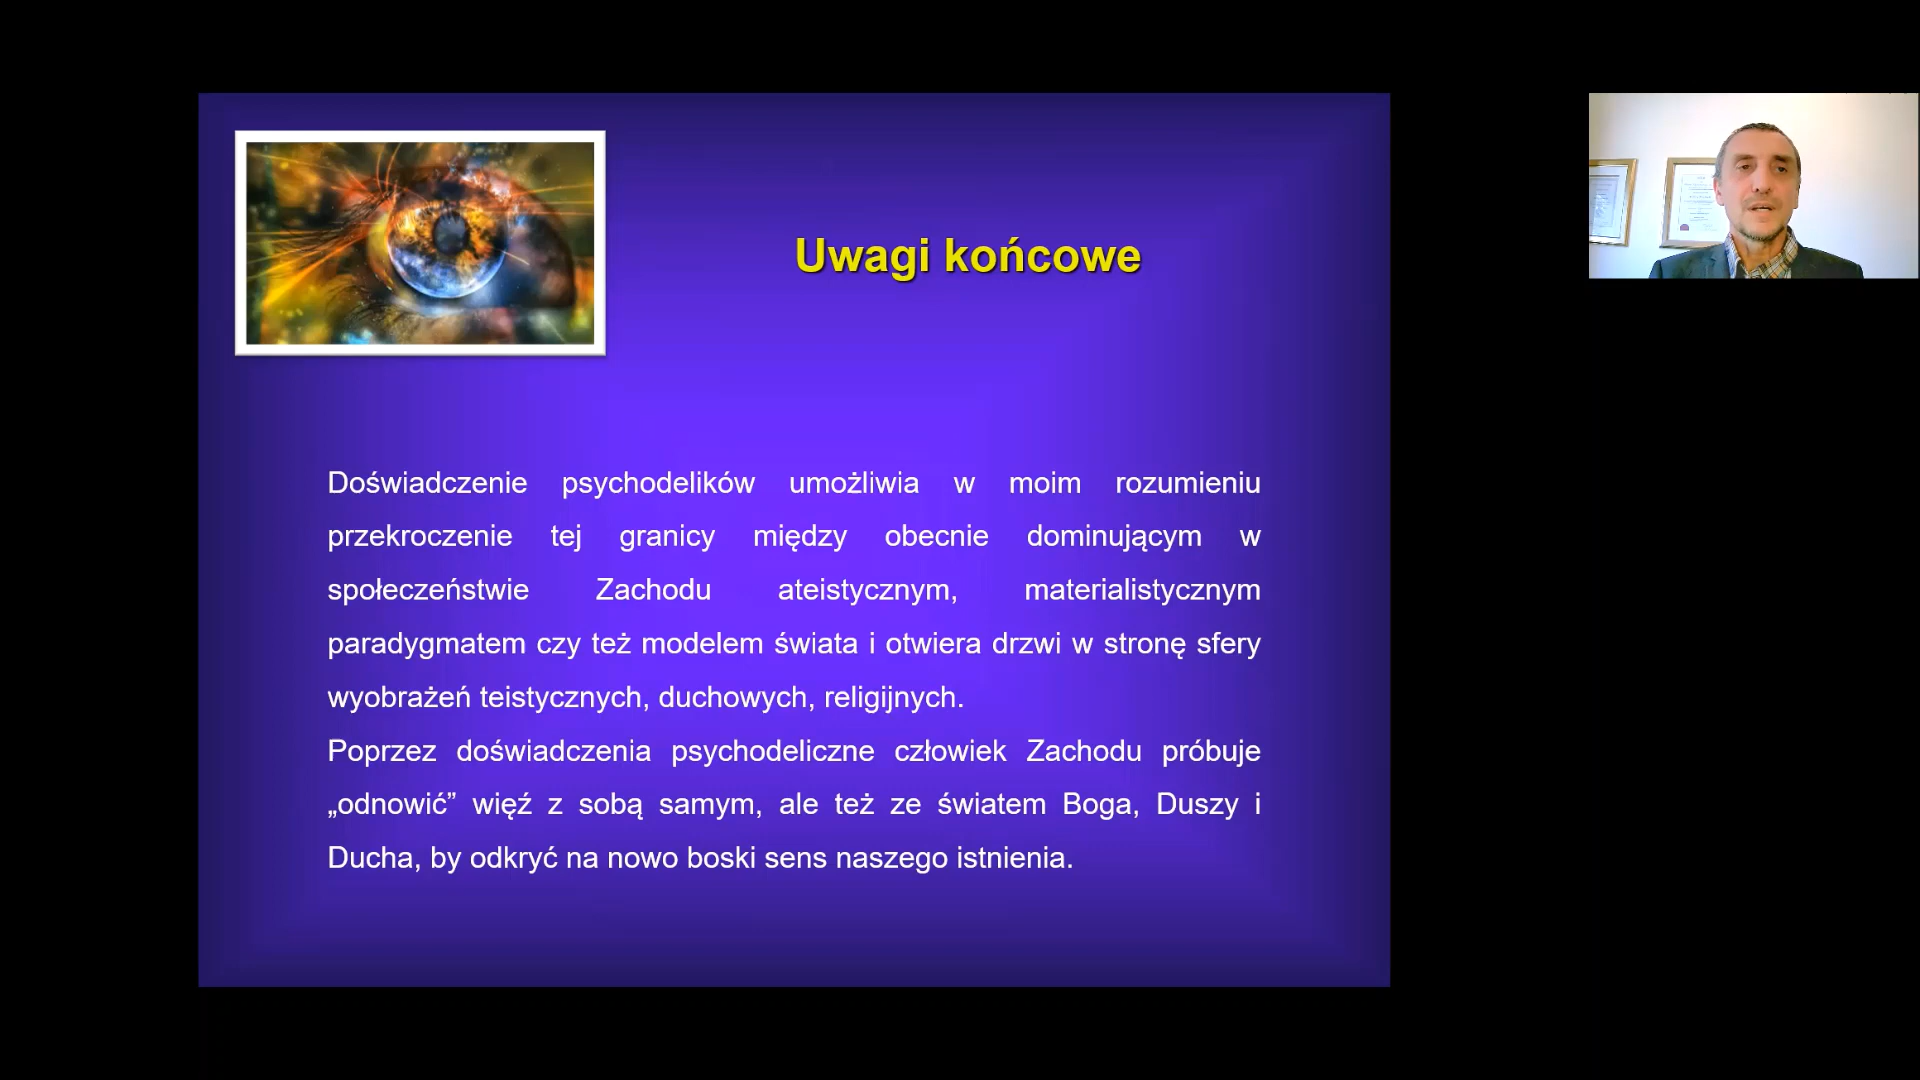 Uwagi końcowe
Doświadczenie psychodelików umożliwia w moim rozumieniu
przekroczenie tej granicy między obecnie dominującym w
społeczeństwie Zachodu ateistycznym, materialistycznym
paradygmatem czy też modelem świata i otwiera drzwi w stronę sfery
wyobrażeń teistycznych, duchowych, religijnych.
Poprzez doświadczenia psychodeliczne człowiek Zachodu próbuje
„odnowić” więź z sobą samym, ale też ze światem Boga, Duszy i
Ducha, by odkryć na nowo boski sens naszego istnienia.